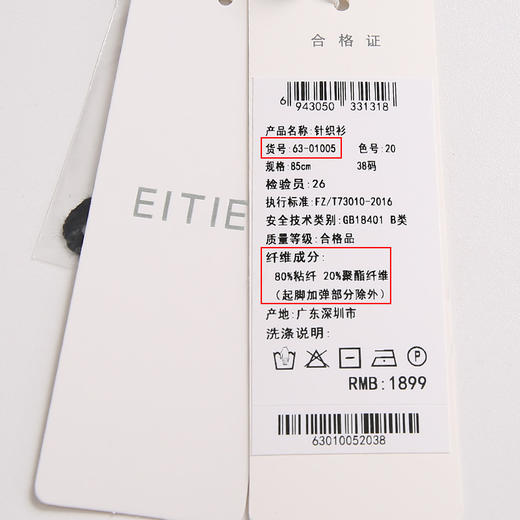 合格证
6 943050 331318
产品名称:针织衫
货号:63-01005 色号:20
规格:85cm 38码
检验员:26
执行标准:FZ/T73010-2016
安全技术类别:GB18401 B类
质量等级:合格品
纤维成分:
80%粘纤 20%聚酯纤维
(起脚加弹部分除外)
产地:广东深圳市
洗涤说明:
RMB:1899
63010052038
EITIE